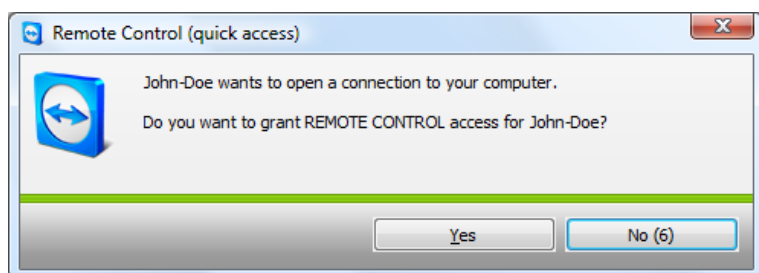 Remote Control (quick access)
John-Doe wants to open a connection to your computer.
Do you want to grant REMOTE CONTROL access for John-Doe?
Yes
No (6)